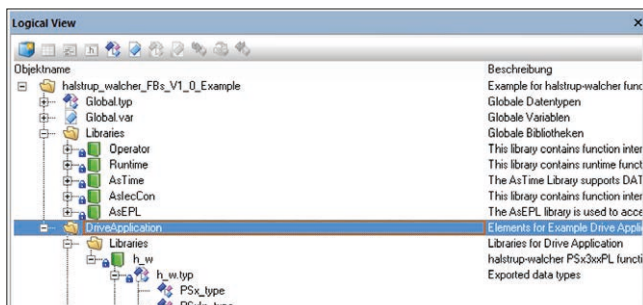 Logical View
Objektname Beschreibung
halstrup_walcher_FBs_V1_0_Example Example for halstrup-walcher func
Global.typ Globale Datentypen
Global.var Globale Variablen
Libraries Globale Bibliotheken
Operator This library contains function inter
Runtime This library contains runtime funct
AsTime The AsTime Library supports DAT
AsIecCon This library contains function inter
AsEPL The AsEPL library is used to acce
DriveApplication Elements for Example Drive Appli
Libraries Libraries for Drive Application
h_w halstrup-walcher PSx3xxPL functi
h_w.typ Exported data types
PSx_type